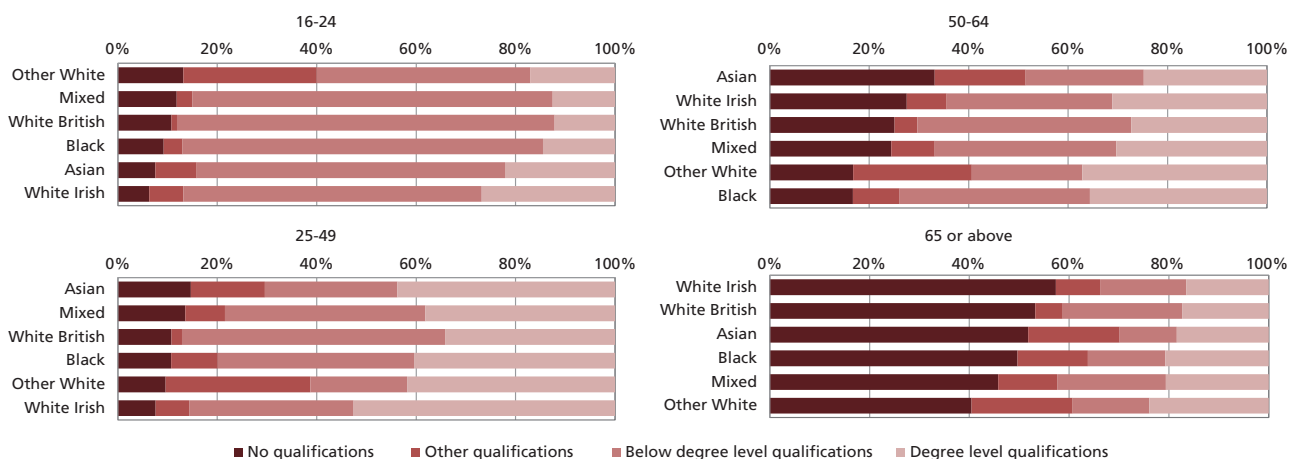 16-24
0% 20% 40% 60% 80% 100%
Other White
Mixed
White British
Black
Asian
White Irish
50-64
0% 20% 40% 60% 80% 100%
Asian
White Irish
White British
Mixed
Other White
Black
25-49
0% 20% 40% 60% 80% 100%
Asian
Mixed
White British
Black
Other White
White Irish
65 or above
0% 20% 40% 60% 80% 100%
White Irish
White British
Asian
Black
Mixed
Other White
No qualifications Other qualifications Below degree level qualifications Degree level qualifications